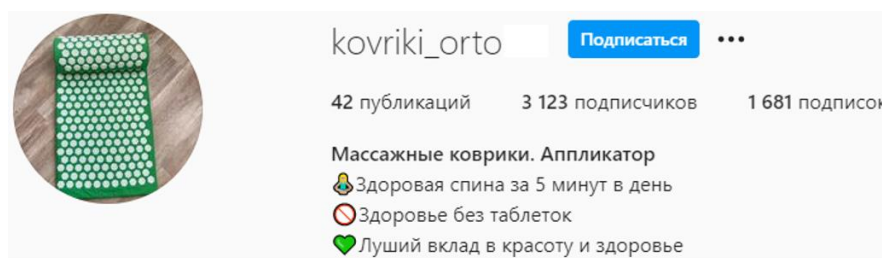 kovriki_orto
Подписаться
42 публикаций 3 123 подписчиков 1 681 подписок
Массажные коврики. Аппликатор
Здоровая спина за 5 минут в день
Здоровье без таблеток
Луший вклад в красоту и здоровье